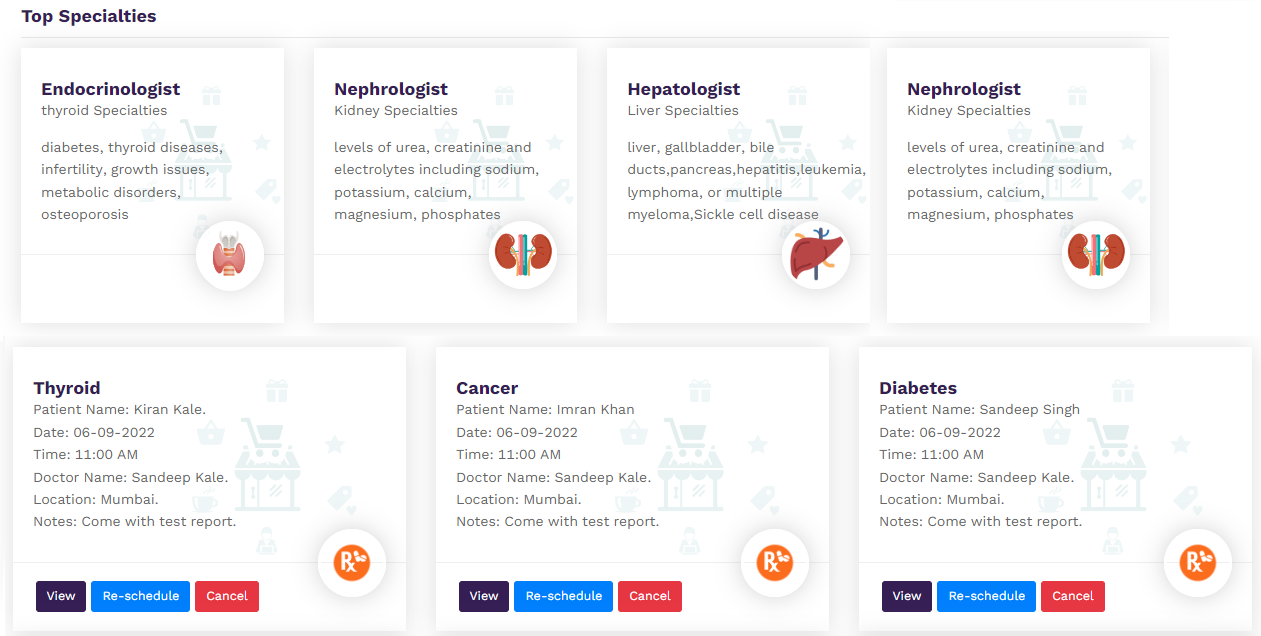 Top Specialties
Endocrinologist
thyroid Specialties
diabetes, thyroid diseases,
infertility, growth issues,
metabolic disorders,
osteoporosis
Nephrologist
Kidney Specialties
levels of urea, creatinine and
electrolytes including sodium,
potassium, calcium,
magnesium, phosphates
Hepatologist
Liver Specialties
liver, gallbladder, bile
ducts,pancreas,hepatitis,leukemia,
lymphoma, or multiple
myeloma,Sickle cell disease
Nephrologist
Kidney Specialties
levels of urea, creatinine and
electrolytes including sodium,
potassium, calcium,
magnesium, phosphates
Thyroid
Patient Name: Kiran Kale.
Date: 06-09-2022
Time: 11:00 AM
Doctor Name: Sandeep Kale.
Location: Mumbai.
Notes: Come with test report.
Rx
View Re-schedule Cancel
Cancer
Patient Name: Imran Khan
Date: 06-09-2022
Time: 11:00 AM
Doctor Name: Sandeep Kale.
Location: Mumbai.
Notes: Come with test report.
Rx
View Re-schedule Cancel
Diabetes
Patient Name: Sandeep Singh
Date: 06-09-2022
Time: 11:00 AM
Doctor Name: Sandeep Kale.
Location: Mumbai.
Notes: Come with test report.
Rx
View Re-schedule Cancel